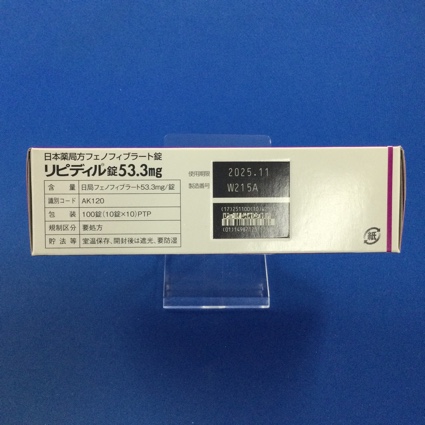 日本薬局方フェノフィブラート錠
リピディル錠53.3mg
含 量 日局フェノフィブラート53.3mg/錠
識別コード AK120
包 装 100錠(10錠×10)PTP
規制区分 要処方
貯法等 室温保存、開封後は遮光、要防湿
使用期限 2025.11
製造番号 W215A
紙